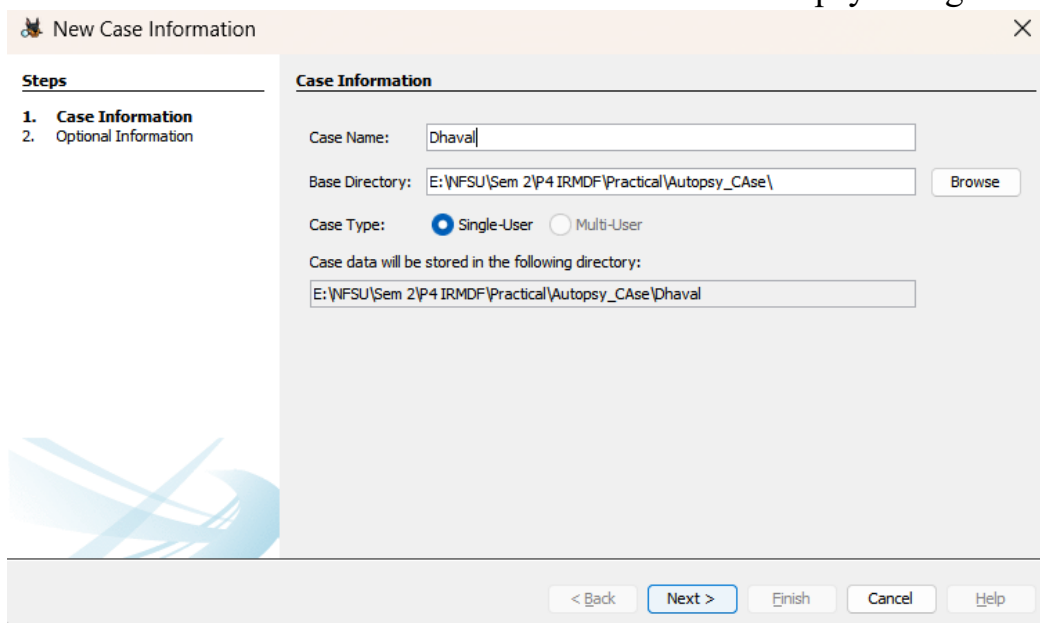 New Case Information
Steps
Case Information
1. Case Information
2. Optional Information
Case Name: Dhaval
Base Directory: E:\NFSU\Sem 2\P4 IRMDF\Practical\Autopsy_CAse\ Browse
Case Type: Single-User Multi-User
Case data will be stored in the following directory:
E:\NFSU\Sem 2\P4 IRMDF\Practical\Autopsy_CAse\Dhaval
< Back Next > Finish Cancel Help